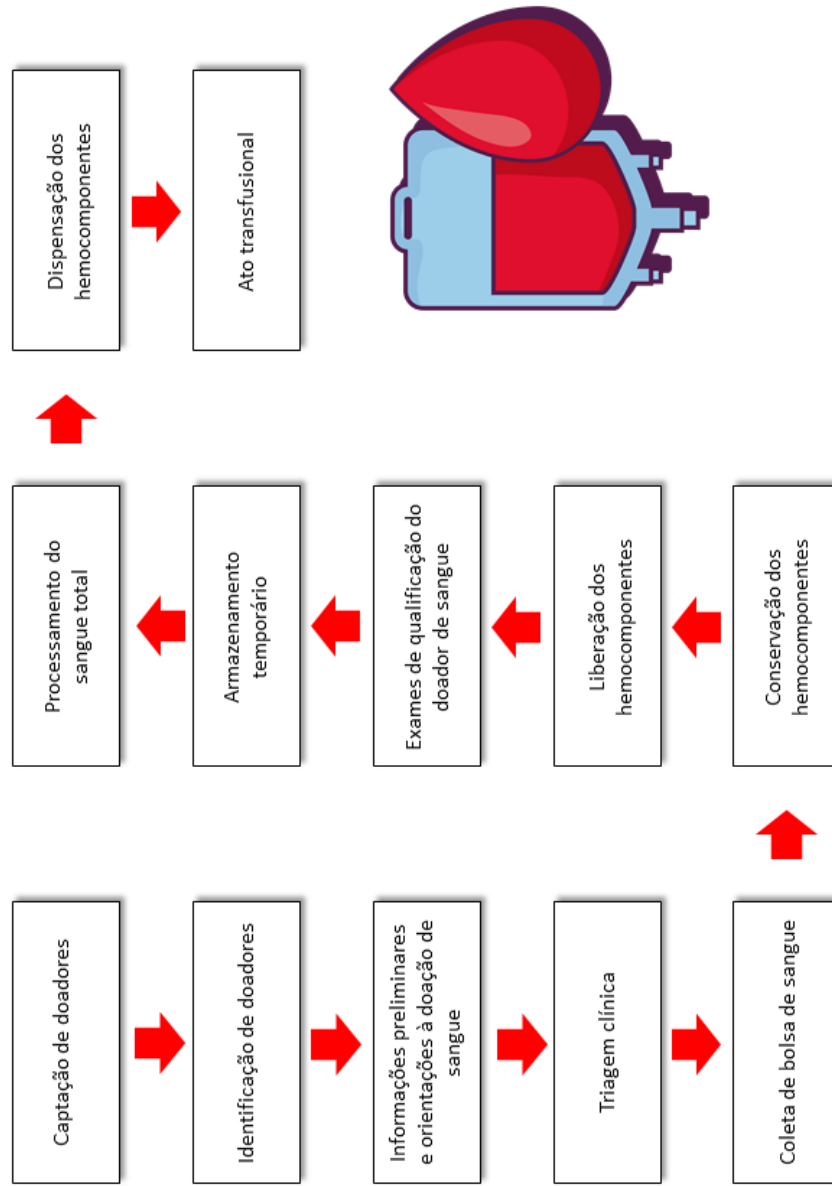 Captação de doadores
Identificação de doadores
Informações preliminares
e orientações à doação de
sangue
Triagem clínica
Coleta de bolsa de sangue
Conservação dos
hemocomponentes
Liberação dos
hemocomponentes
Exames de qualificação do
doador de sangue
Armazenamento
temporário
Processamento do
sangue total
Dispensação dos
hemocomponentes
Ato transfusional